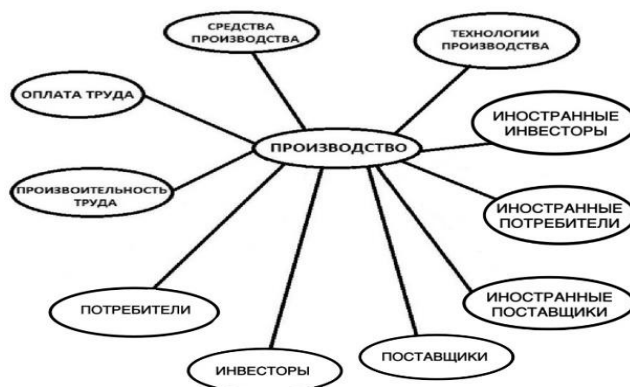 СРЕДСТВА
ПРОИЗВОДСТВА
ТЕХНОЛОГИИ
ПРОИЗВОДСТВА
ОПЛАТА ТРУДА
ИНОСТРАННЫЕ
ИНВЕСТОРЫ
ПРОИЗВОДСТВО
ПРОИЗВОИТЕЛЬНОСТЬ
ТРУДА
ИНОСТРАННЫЕ
ПОТРЕБИТЕЛИ
ПОТРЕБИТЕЛИ
ИНОСТРАННЫЕ
ПОСТАВЩИКИ
ИНВЕСТОРЫ
ПОСТАВЩИКИ